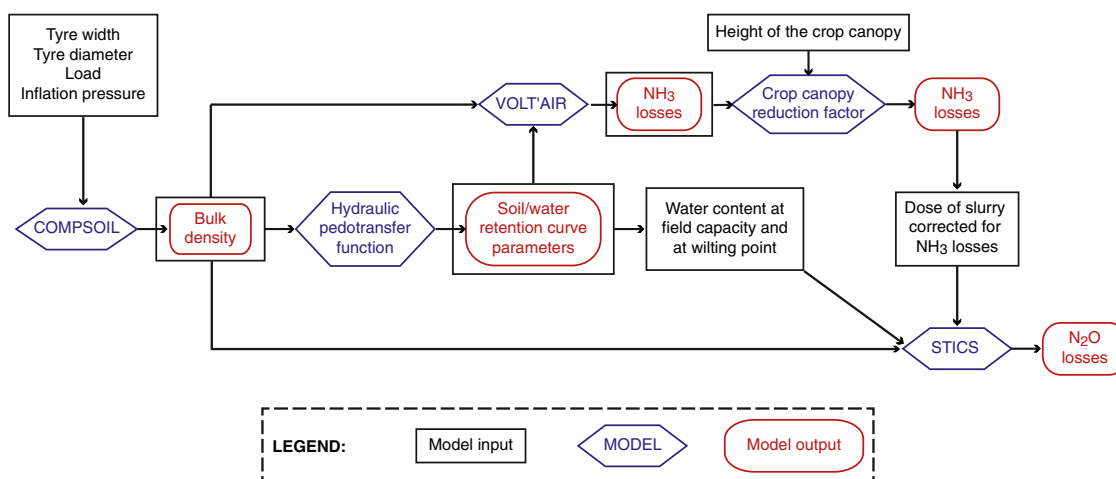 Tyre width
Tyre diameter
Load
Inflation pressure
Height of the crop canopy
VOLT'AIR
NH3
losses
Crop canopy
reduction factor
NH3
losses
COMPSOIL
Bulk
density
Hydraulic
pedotransfer
function
Soil/water
retention curve
parameters
Water content at
field capacity and
at wilting point
Dose of slurry
corrected for
NH3 losses
STICS
N2O
losses
LEGEND:
Model input
MODEL
Model output